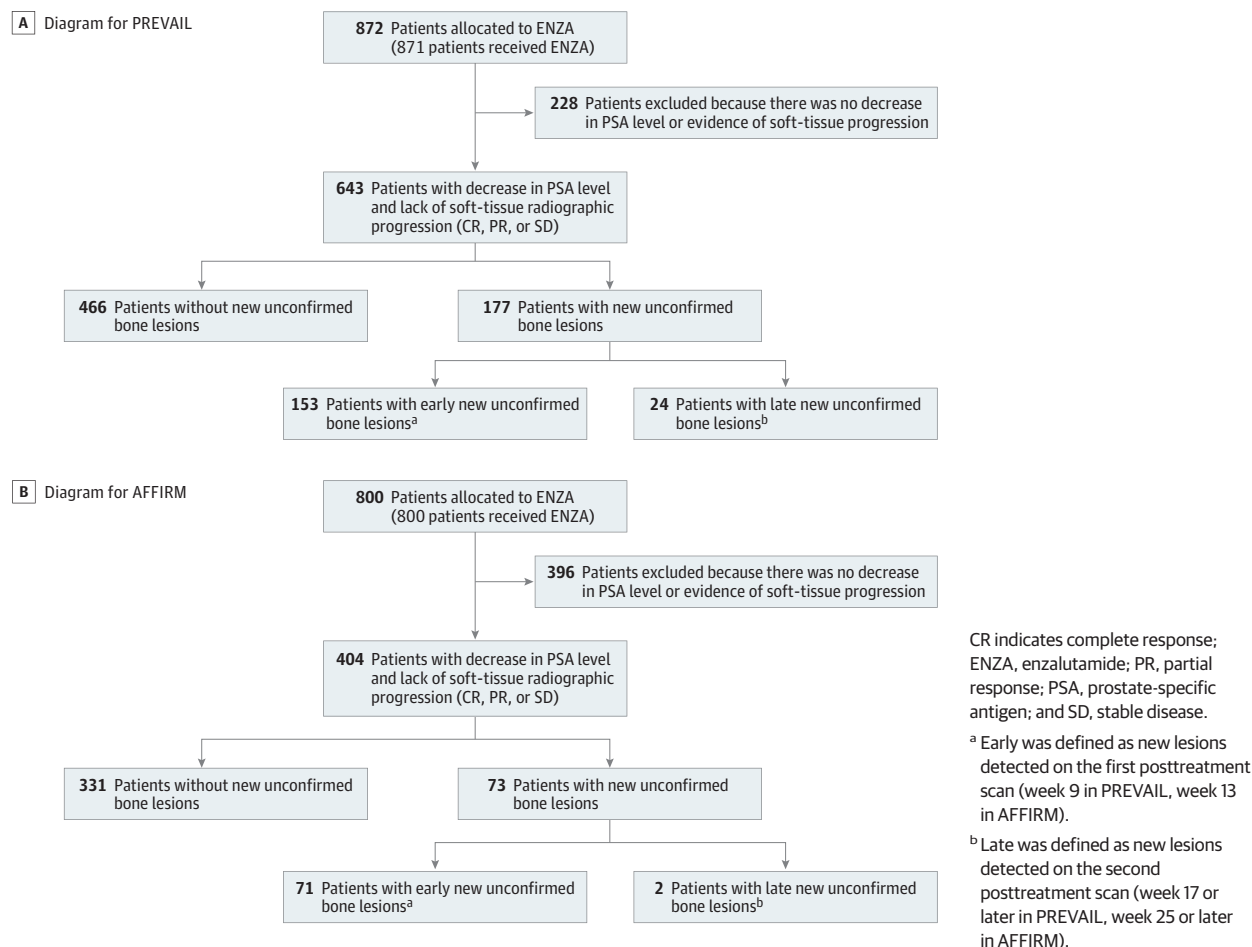 A Diagram for PREVAIL
872 Patients allocated to ENZA
(871 patients received ENZA)
228 Patients excluded because there was no decrease
in PSA level or evidence of soft-tissue progression
643 Patients with decrease in PSA level
and lack of soft-tissue radiographic
progression (CR, PR, or SD)
466 Patients without new unconfirmed
bone lesions
177 Patients with new unconfirmed
bone lesions
153 Patients with early new unconfirmed
bone lesionsa
24 Patients with late new unconfirmed
bone lesionsb
B Diagram for AFFIRM
800 Patients allocated to ENZA
(800 patients received ENZA)
396 Patients excluded because there was no decrease
in PSA level or evidence of soft-tissue progression
404 Patients with decrease in PSA level
and lack of soft-tissue radiographic
progression (CR, PR, or SD)
331 Patients without new unconfirmed
bone lesions
73 Patients with new unconfirmed
bone lesions
71 Patients with early new unconfirmed
bone lesionsa
2 Patients with late new unconfirmed
bone lesionsb
CR indicates complete response;
ENZA, enzalutamide; PR, partial
response; PSA, prostate-specific
antigen; and SD, stable disease.
a Early was defined as new lesions
detected on the first posttreatment
scan (week 9 in PREVAIL, week 13
in AFFIRM).
b Late was defined as new lesions
detected on the second
posttreatment scan (week 17 or
later in PREVAIL, week 25 or later
in AFFIRM).